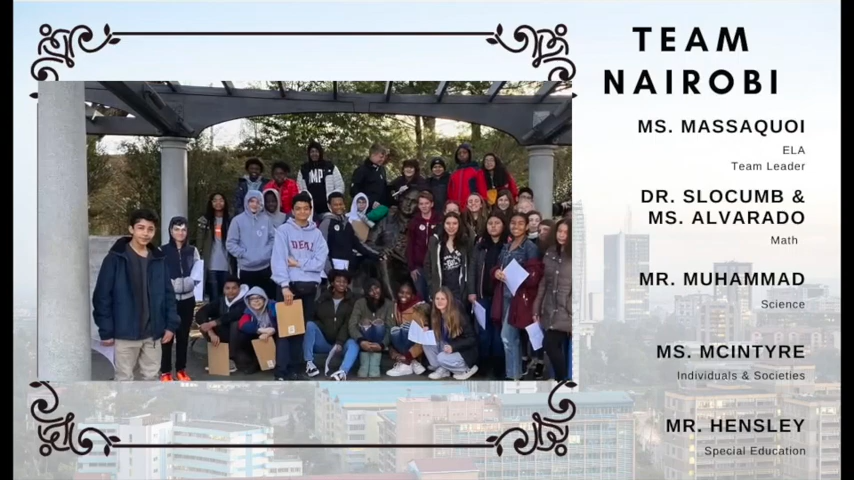 TEAM
NAIROBI
MS. MASSAQUOI
ELA
Team Leader
DR. SLOCUMB &
MS. ALVARADO
Math
MR. MUHAMMAD
Science
MS. MCINTYRE
Individuals & Societies
MR. HENSLEY
Special Education